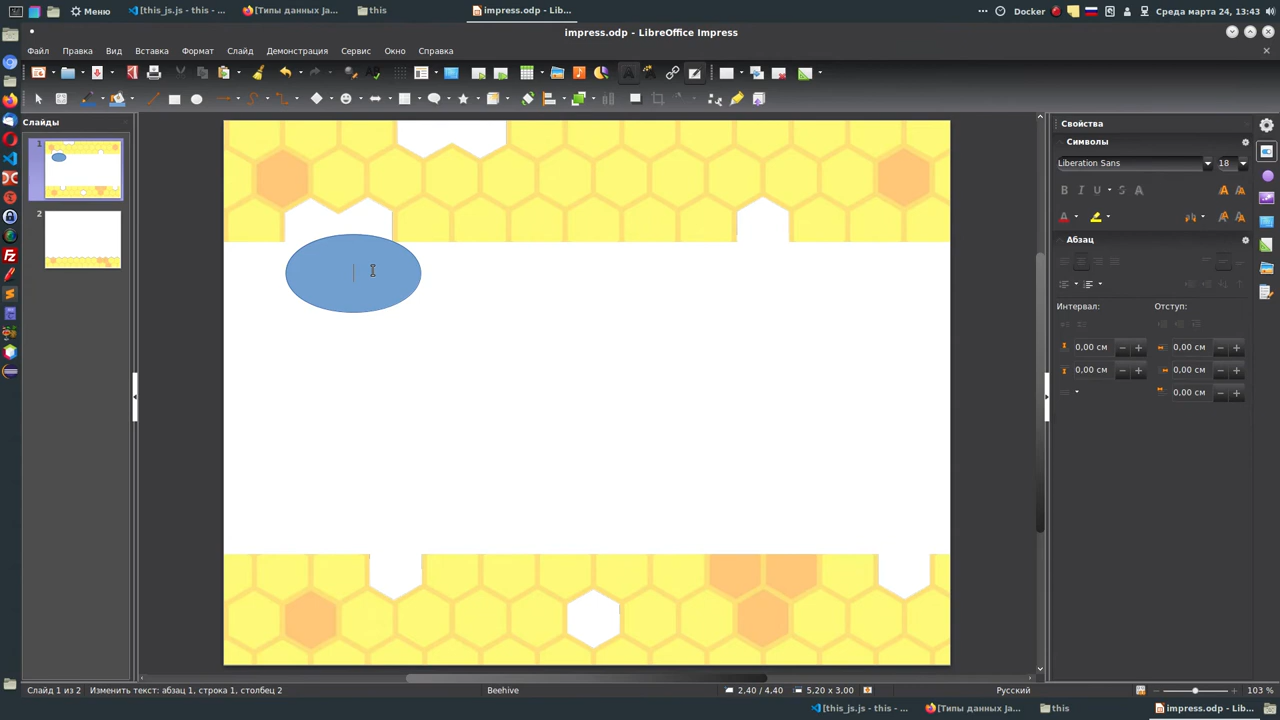 Меню
[this_js.js - this - ...
[Типы данных Ja...
this
impress.odp - Lib...
Docker
Среда марта 24, 13:43
impress.odp - LibreOffice Impress
Файл Правка Вид Вставка Формат Слайд Демонстрация Сервис Окно Справка
Слайды
1
2
Свойства
Символы
Liberation Sans
18
Абзац
Интервал: Отступ:
0,00 см 0,00 см
0,00 см 0,00 см
0,00 см
Слайд 1 из 2 Изменить текст: абзац 1, строка 1, столбец 2 Beehive 2,40 / 4,40 5,20 x 3,00 Русский 103 %
[this_js.js - this - ...
[Типы данных Ja...
this
impress.odp - Lib...